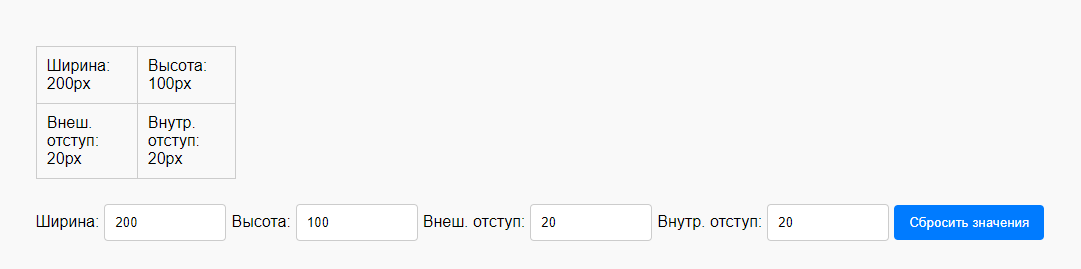 Ширина: Высота:
200px 100px
Внеш. Внутр.
отступ: отступ:
20px 20px
Ширина: 200 Высота: 100 Внеш. отступ: 20 Внутр. отступ: 20 Сбросить значения